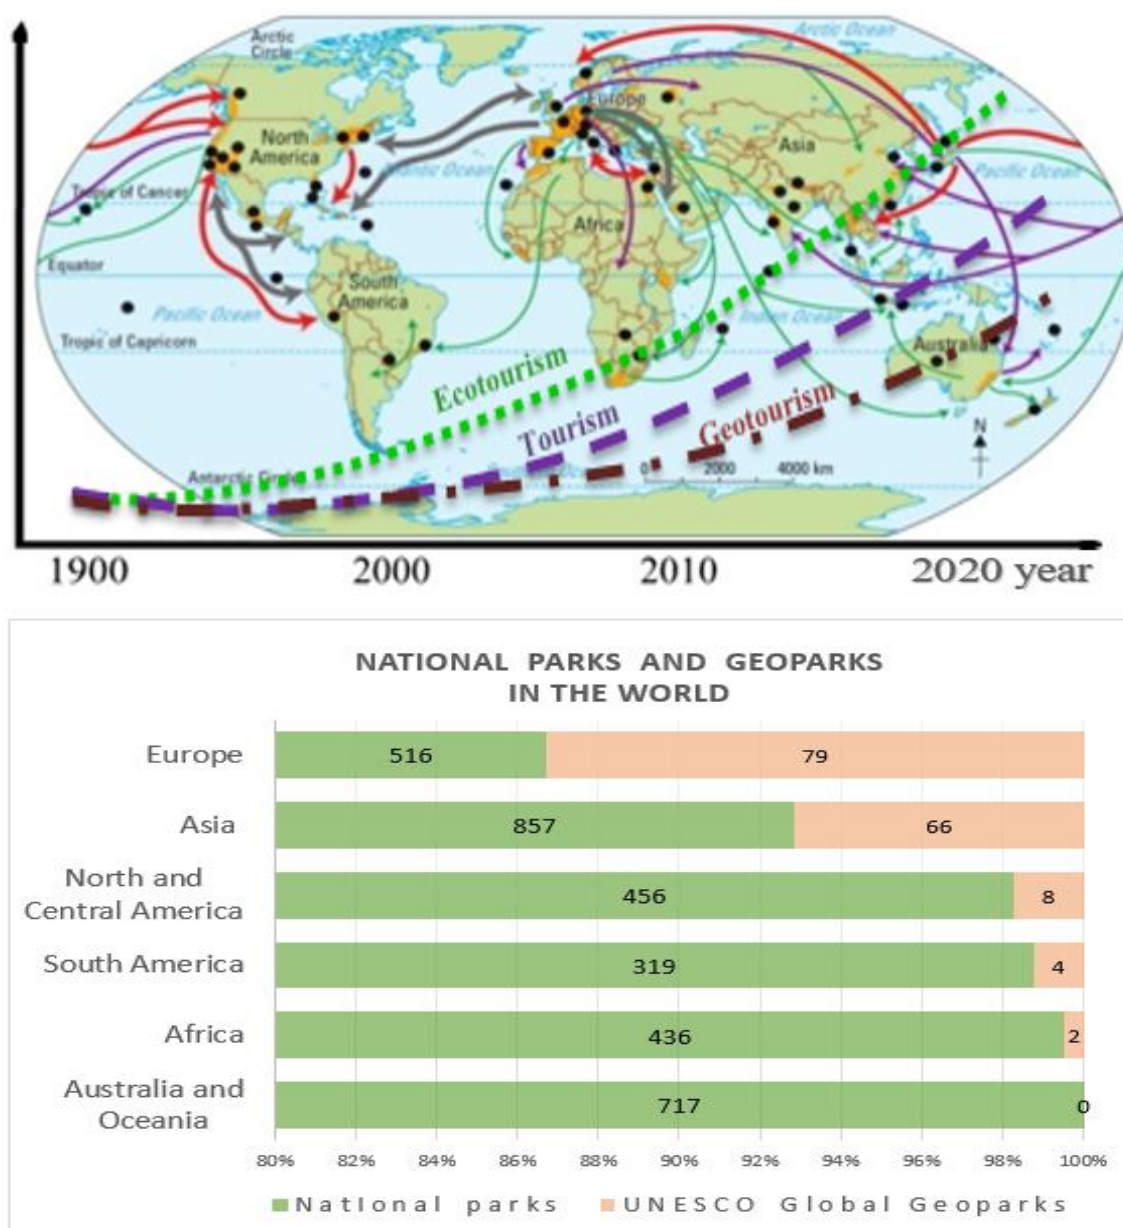 Arctic
Circle
Arctic Ocean
North
America
Europe
Asia
Atlantic Ocean
Pacific Ocean
Tropic of Cancer
Africa
Equator
South
America
Pacific Ocean
Indian Ocean
Tropic of Capricorn
Australia
Ecotourism
Tourism
Geotourism
N
Antarctic Circle
0 2000 4000 km
1900 2000 2010 2020 year
NATIONAL PARKS AND GEOPARKS
IN THE WORLD
Europe 516 79
Asia 857 66
North and
Central America 456 8
South America 319 4
Africa 436 2
Australia and
Oceania 717 0
80% 82% 84% 86% 88% 90% 92% 94% 96% 98% 100%
National parks UNESCO Global Geoparks